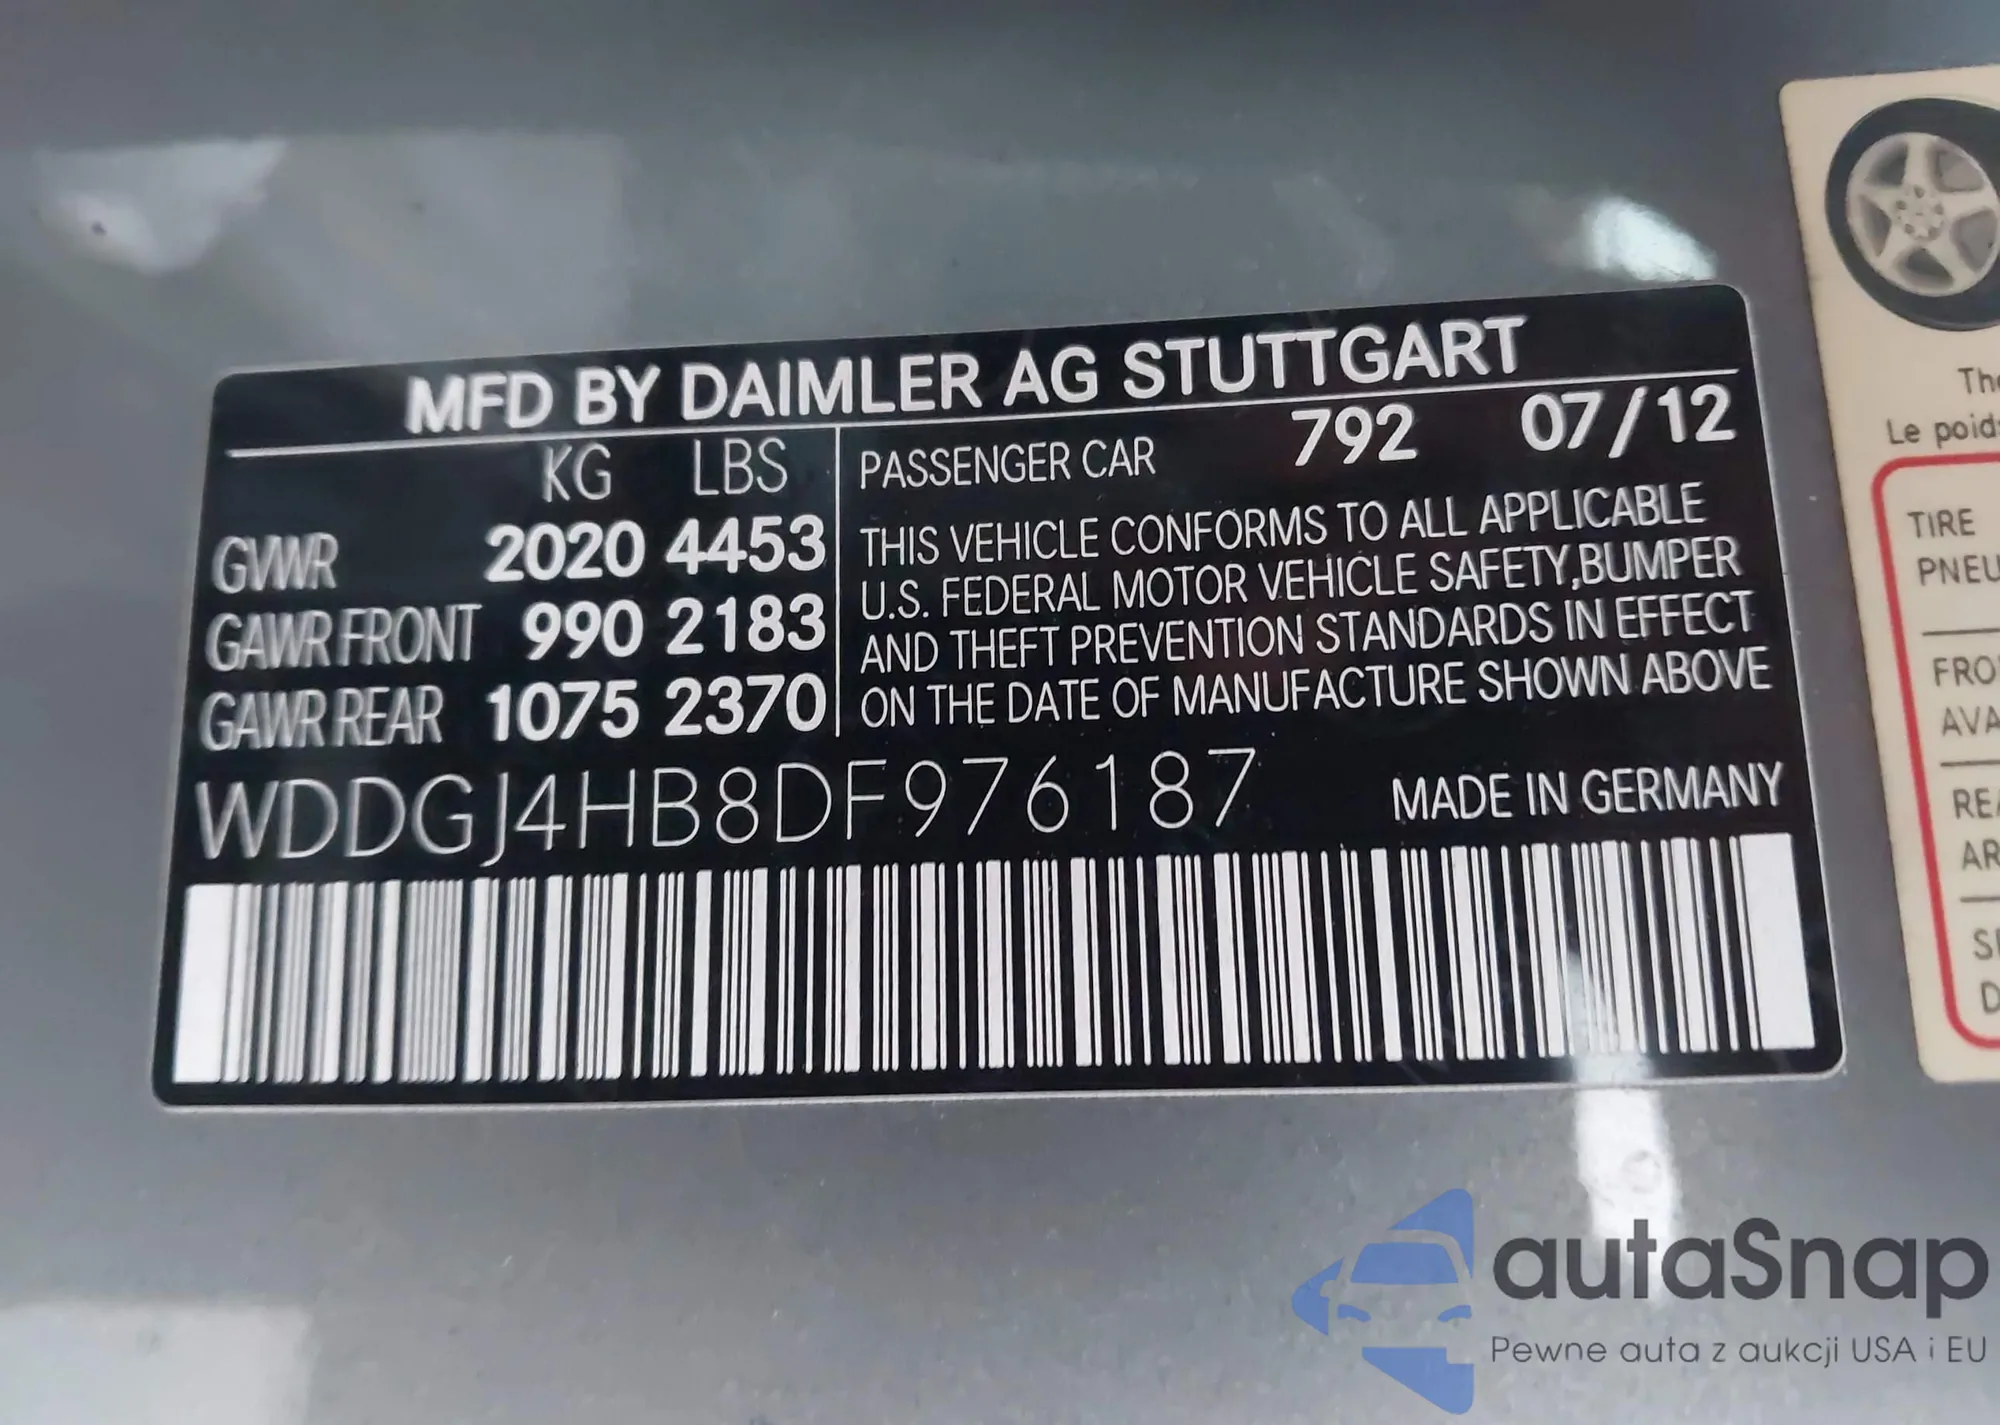 MFD BY DAIMLER AG STUTTGART
KG LBS
GVWR 2020 4453
GAWR FRONT 990 2183
GAWR REAR 1075 2370
PASSENGER CAR 792 07/12
THIS VEHICLE CONFORMS TO ALL APPLICABLE
U.S. FEDERAL MOTOR VEHICLE SAFETY,BUMPER
AND THEFT PREVENTION STANDARDS IN EFFECT
ON THE DATE OF MANUFACTURE SHOWN ABOVE
WDDGJ4HB8DF976187
MADE IN GERMANY
Le
TIRE
PNEU
autaSnap
Pewne auta z aukcji USA i EU